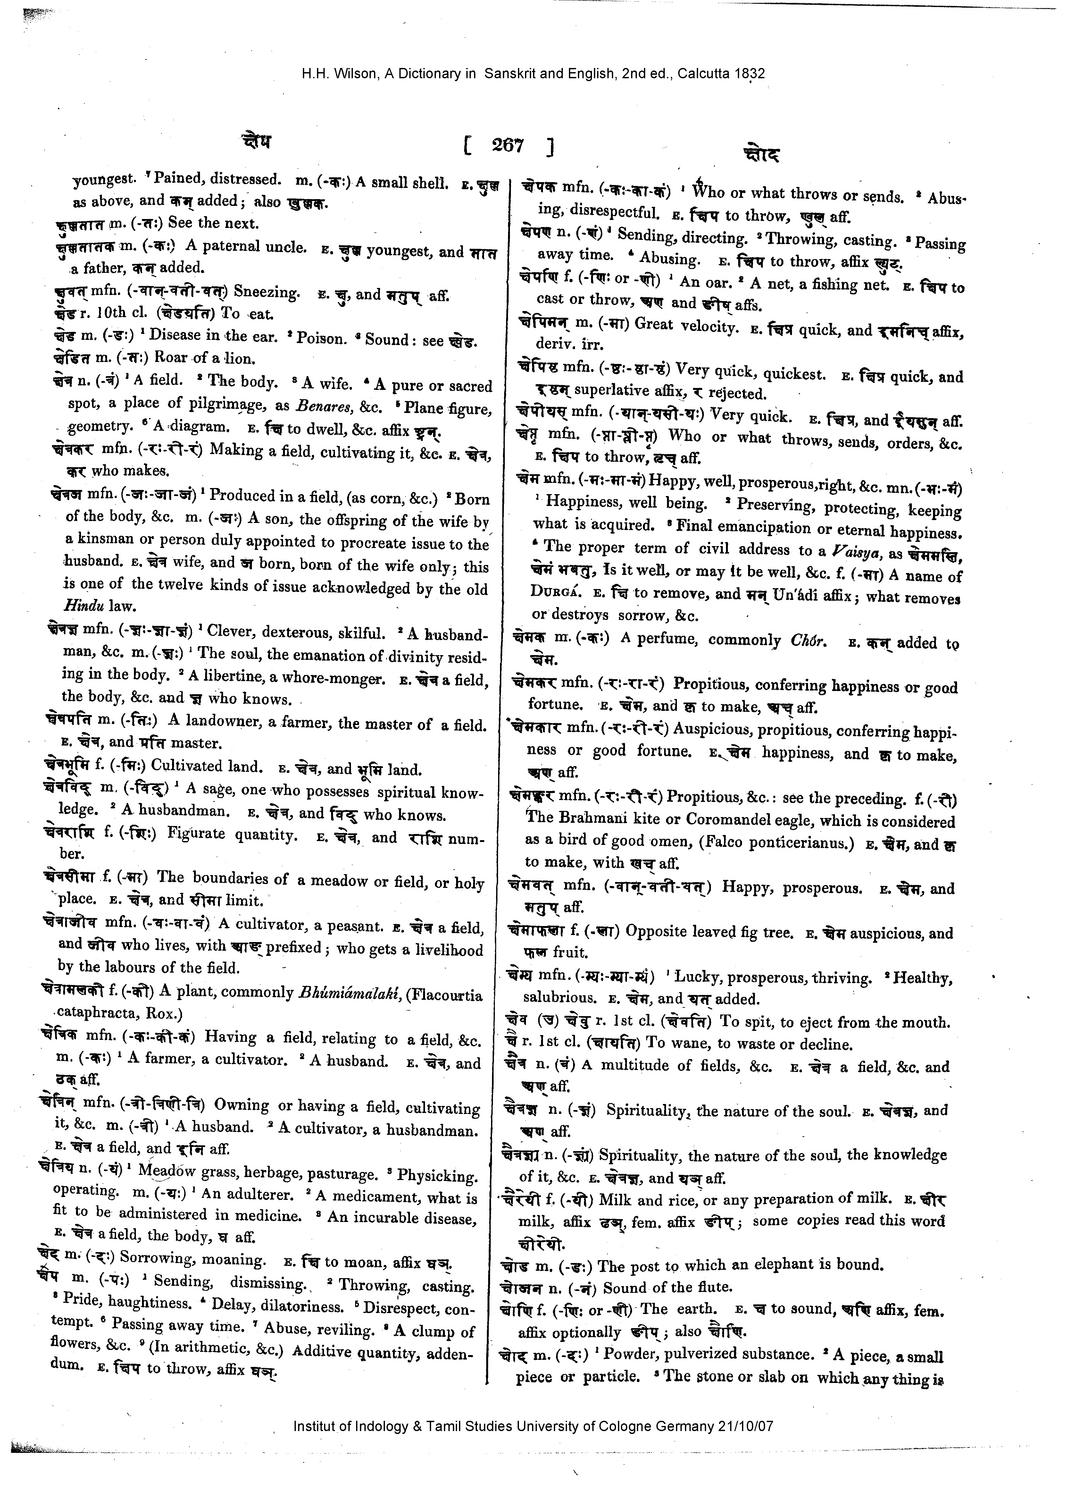 H.H. Wilson, A Dictionary in Sanskrit and English, 2nd ed., Calcutta 1832
क्षेप [ 267 ] क्षोद
youngest. ⁷ Pained, distressed. m. (-कः) A small shell. E. क्षुल्ल
as above, and कन् added; also खुल्लक.
क्षुल्लतात m. (-तः) See the next.
क्षुल्लतातक m. (-कः) A paternal uncle. E. क्षुल्ल youngest, and तात
a father, कन् added.
क्षुवत् mfn. (-वान्-वती-वत्) Sneezing. E. क्षु, and मतुप् aff.
क्षेड r. 10th cl. (क्षेडयति) To eat.
क्षेड m. (-डः) ¹ Disease in the ear. ² Poison. ³ Sound: see क्ष्वेड.
क्षेडित m. (-तः) Roar of a lion.
क्षेत्र n. (-त्रं) ¹ A field. ² The body. ³ A wife. ⁴ A pure or sacred
spot, a place of pilgrimage, as Benares, &c. ⁵ Plane figure,
geometry. ⁶ A diagram. E. क्षि to dwell, &c. affix ष्ट्रन्.
क्षेत्रकर mfn. (-रः-री-रं) Making a field, cultivating it, &c. E. क्षेत्र,
कर who makes.
क्षेत्रज mfn. (-जः-जा-जं) ¹ Produced in a field, (as corn, &c.) ² Born
of the body, &c. m. (-जः) A son, the offspring of the wife by
a kinsman or person duly appointed to procreate issue to the
husband. E. क्षेत्र wife, and ज born, born of the wife only; this
is one of the twelve kinds of issue acknowledged by the old
Hindu law.
क्षेत्रज्ञ mfn. (-ज्ञः-ज्ञा-ज्ञं) ¹ Clever, dexterous, skilful. ² A husband-
man, &c. m. (-ज्ञः) ¹ The soul, the emanation of divinity resid-
ing in the body. ² A libertine, a whore-monger. E. क्षेत्र a field,
the body, &c. and ज्ञ who knows.
क्षेत्रपति m. (-तिः) A landowner, a farmer, the master of a field.
E. क्षेत्र, and पति master.
क्षेत्रभूमि f. (-मिः) Cultivated land. E. क्षेत्र, and भूमि land.
क्षेत्रविद् m. (-विद्) ¹ A sage, one who possesses spiritual know-
ledge. ² A husbandman. E. क्षेत्र, and विद् who knows.
क्षेत्रराशि f. (-शिः) Figurate quantity. E. क्षेत्र, and राशि num-
ber.
क्षेत्रसीमा f. (-मा) The boundaries of a meadow or field, or holy
place. E. क्षेत्र, and सीमा limit.
क्षेत्राजीव mfn. (-वः-वा-वं) A cultivator, a peasant. E. क्षेत्र a field,
and जीव who lives, with आङ् prefixed; who gets a livelihood
by the labours of the field.
क्षेत्रामलकी f. (-की) A plant, commonly Bhúmiámalakí, (Flacourtia
cataphracta, Rox.)
क्षेत्रिक mfn. (-कः-की-कं) Having a field, relating to a field, &c.
m. (-कः) ¹ A farmer, a cultivator. ² A husband. E. क्षेत्र, and
ठक् aff.
क्षेत्रिन् mfn. (-त्री-त्रिणी-त्रि) Owning or having a field, cultivating
it, &c. m. (-त्री) ¹ A husband. ² A cultivator, a husbandman.
E. क्षेत्र a field, and इनि aff.
क्षेत्रिय n. (-यं) ¹ Meadow grass, herbage, pasturage. ² Physicking.
operating. m. (-यः) ¹ An adulterer. ² A medicament, what is
fit to be administered in medicine. ³ An incurable disease,
E. क्षेत्र a field, the body, घ aff.
क्षेद m. (-दः) Sorrowing, moaning. E. क्षि to moan, affix घञ्.
क्षेप m. (-पः) ¹ Sending, dismissing. ² Throwing, casting.
³ Pride, haughtiness. ⁴ Delay, dilatoriness. ⁵ Disrespect, con-
tempt. ⁶ Passing away time. ⁷ Abuse, reviling. ⁸ A clump of
flowers, &c. ⁹ (In arithmetic, &c.) Additive quantity, adden-
dum. E. क्षिप to throw, affix घञ्.
क्षेपक mfn. (-कः-का-कं) ¹ Who or what throws or sends. ² Abus-
ing, disrespectful. E. क्षिप to throw, ण्वुल् aff.
क्षेपण n. (-णं) ¹ Sending, directing. ² Throwing, casting. ³ Passing
away time. ⁴ Abusing. E. क्षिप to throw, affix ल्युट्.
क्षेपणि f. (-णिः or -णी) ¹ An oar. ² A net, a fishing net. E. क्षिप to
cast or throw, अण and ङीष् affs.
क्षेपिमन् m. (-मा) Great velocity. E. क्षिप्र quick, and इमनिच् affix,
deriv. irr.
क्षेपिष्ठ mfn. (-ष्ठः-ष्ठा-ष्ठं) Very quick, quickest. E. क्षिप्र quick, and
इष्ठन् superlative affix, र rejected.
क्षेपीयस् mfn. (-यान्-यसी-यः) Very quick. E. क्षिप्र, and ईयसुन् aff.
क्षेप्तृ mfn. (-प्ता-प्त्री-प्तृ) Who or what throws, sends, orders, &c.
E. क्षिप to throw, तृच् aff.
क्षेम mfn. (-मः-मा-मं) Happy, well, prosperous, right, &c. mn. (-मः-मं)
¹ Happiness, well being. ² Preserving, protecting, keeping
what is acquired. ³ Final emancipation or eternal happiness.
⁴ The proper term of civil address to a Vaisya, as क्षेममस्ति,
क्षेमं भवतु, Is it well, or may it be well, &c. f. (-मा) A name of
DURGÁ. E. क्षि to remove, and मन् Un'ádi affix; what removes
or destroys sorrow, &c.
क्षेमक m. (-कः) A perfume, commonly Chór. E. कन् added to
क्षेम.
क्षेमकर mfn. (-रः-रा-रं) Propitious, conferring happiness or good
fortune. E. क्षेम, and कृ to make, अच् aff.
क्षेमकार mfn. (-रः-री-रं) Auspicious, propitious, conferring happi-
ness or good fortune. E. क्षेम happiness, and कृ to make,
अण् aff.
क्षेमङ्कर mfn. (-रः-री-रं) Propitious, &c.: see the preceding. f. (-री)
The Brahmani kite or Coromandel eagle, which is considered
as a bird of good omen, (Falco ponticerianus.) E. क्षेम, and कृ
to make, with खच् aff.
क्षेमवत् mfn. (-वान्-वती-वत्) Happy, prosperous. E. क्षेम, and
मतुप् aff.
क्षेमाफला f. (-ला) Opposite leaved fig tree. E. क्षेम auspicious, and
फल fruit.
क्षेम्य mfn. (-म्यः-म्या-म्यं) ¹ Lucky, prosperous, thriving. ² Healthy,
salubrious. E. क्षेम, and यत् added.
क्षेव (उ) क्षेवु r. 1st cl. (क्षेवति) To spit, to eject from the mouth.
क्षै r. 1st cl. (क्षायति) To wane, to waste or decline.
क्षैत्र n. (त्रं) A multitude of fields, &c. E. क्षेत्र a field, &c. and
अण् aff.
क्षैत्रज्ञ n. (-ज्ञं) Spirituality, the nature of the soul. E. क्षेत्रज्ञ, and
अण् aff.
क्षैत्रज्ञ्य n. (-ज्ञ्यं) Spirituality, the nature of the soul, the knowledge
of it, &c. E. क्षेत्रज्ञ, and यञ् aff.
क्षैरेयी f. (-यी) Milk and rice, or any preparation of milk. E. क्षीर
milk, affix ढञ्, fem. affix ङीप्; some copies read this word
क्षीरेयी.
क्षोड m. (-डः) The post to which an elephant is bound.
क्षोजन n. (-नं) Sound of the flute.
क्षोणि f. (-णिः or -णी) The earth. E. क्ष to sound, अणि affix, fem.
affix optionally ङीप्; also क्षौणि.
क्षोद m. (-दः) ¹ Powder, pulverized substance. ² A piece, a small
piece or particle. ³ The stone or slab on which any thing is
Institut of Indology & Tamil Studies University of Cologne Germany 21/10/07